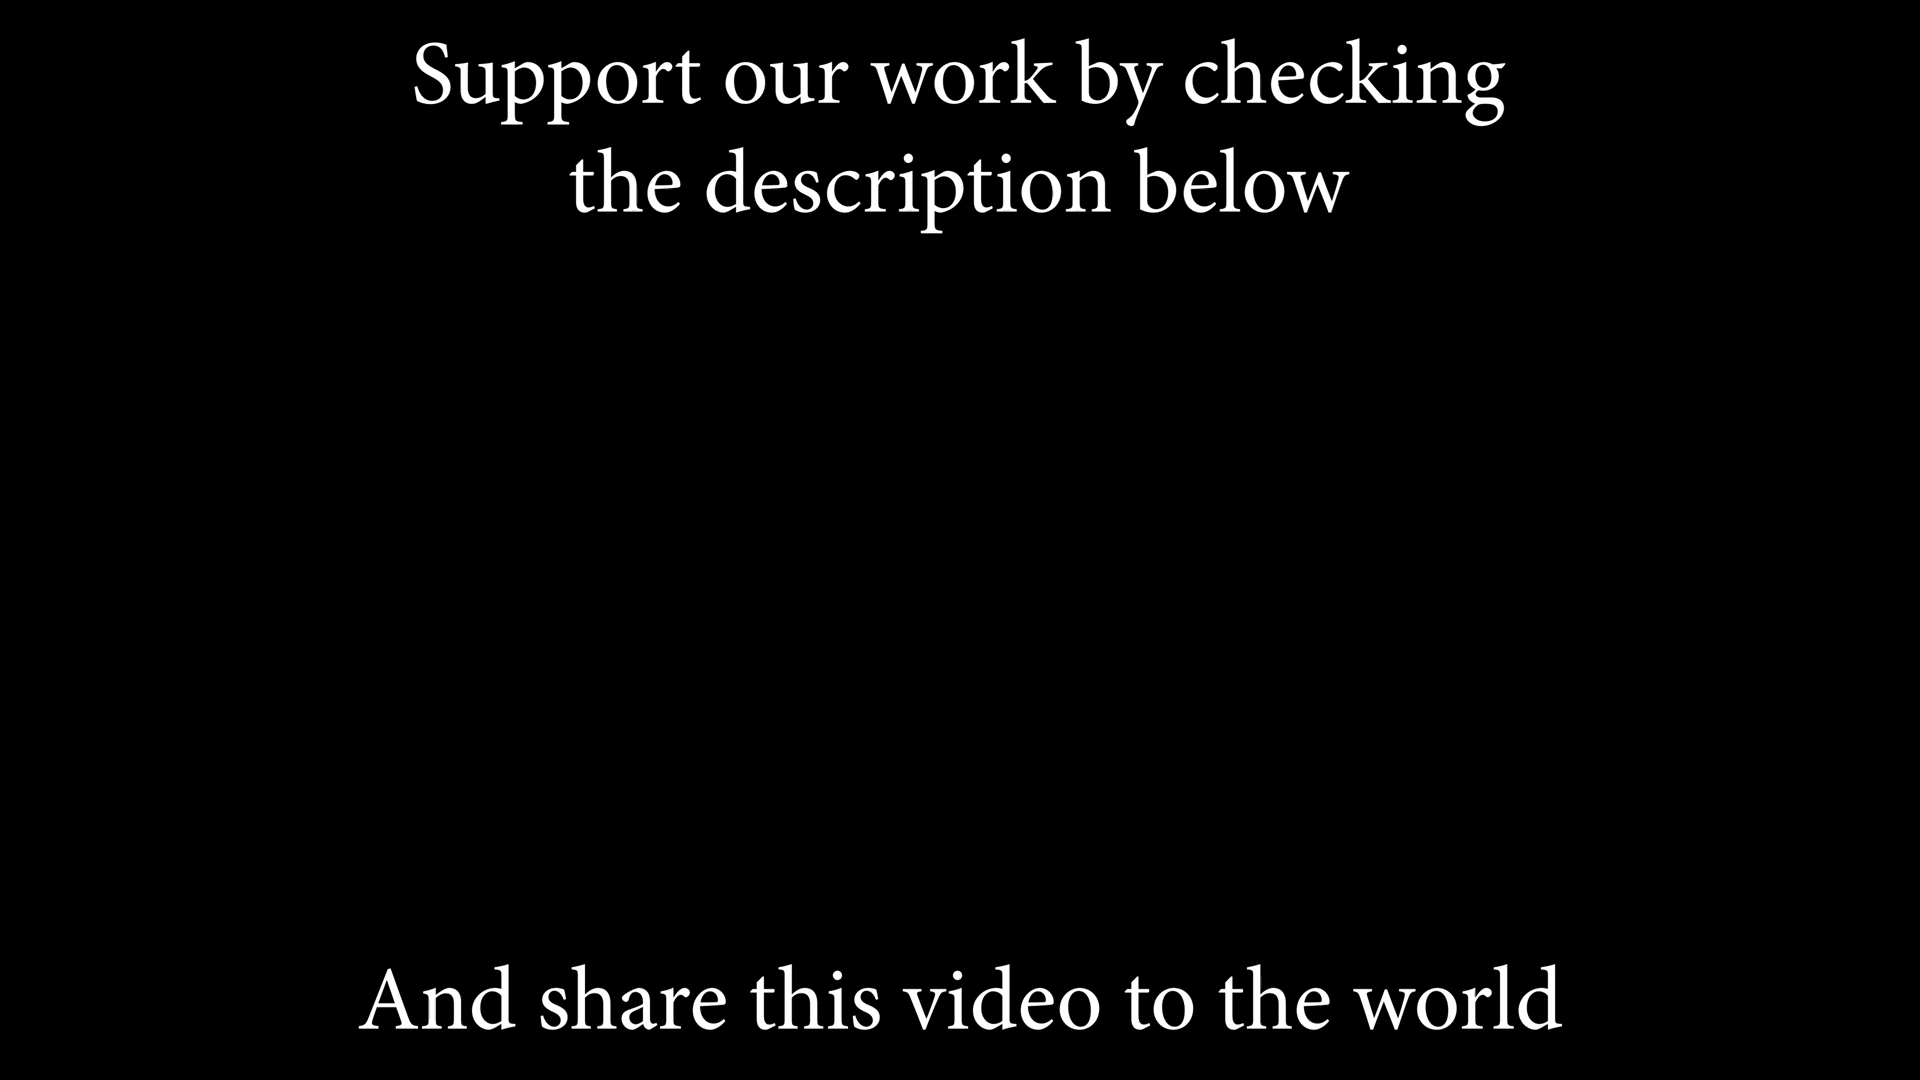 Support our work by checking
the description below
And share this video to the world